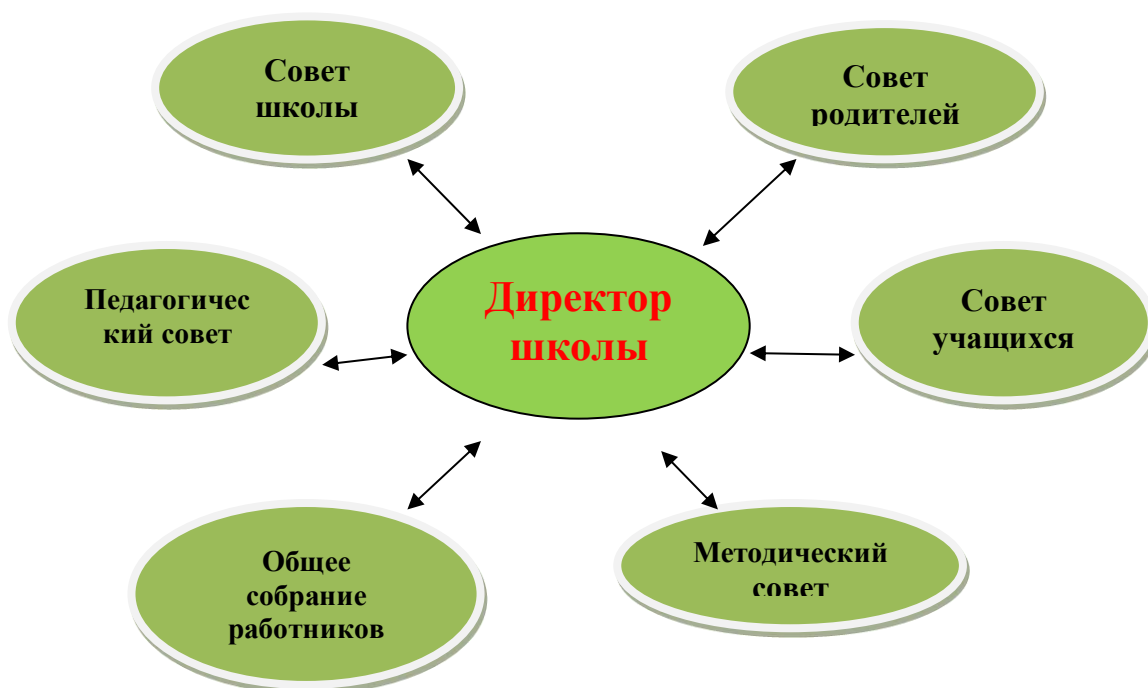 Совет
школы
Совет
родителей
Директор
школы
Педагогичес
кий совет
Совет
учащихся
Общее
собрание
работников
Методический
совет